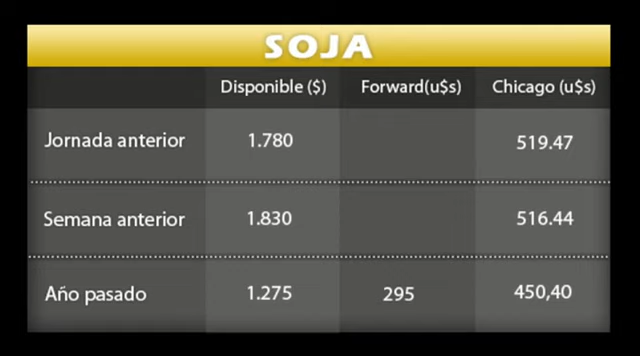 SOJA
Disponible ($) Forward(u$s) Chicago (u$s)
Jornada anterior 1.780 519.47
Semana anterior 1.830 516.44
Año pasado 1.275 295 450,40